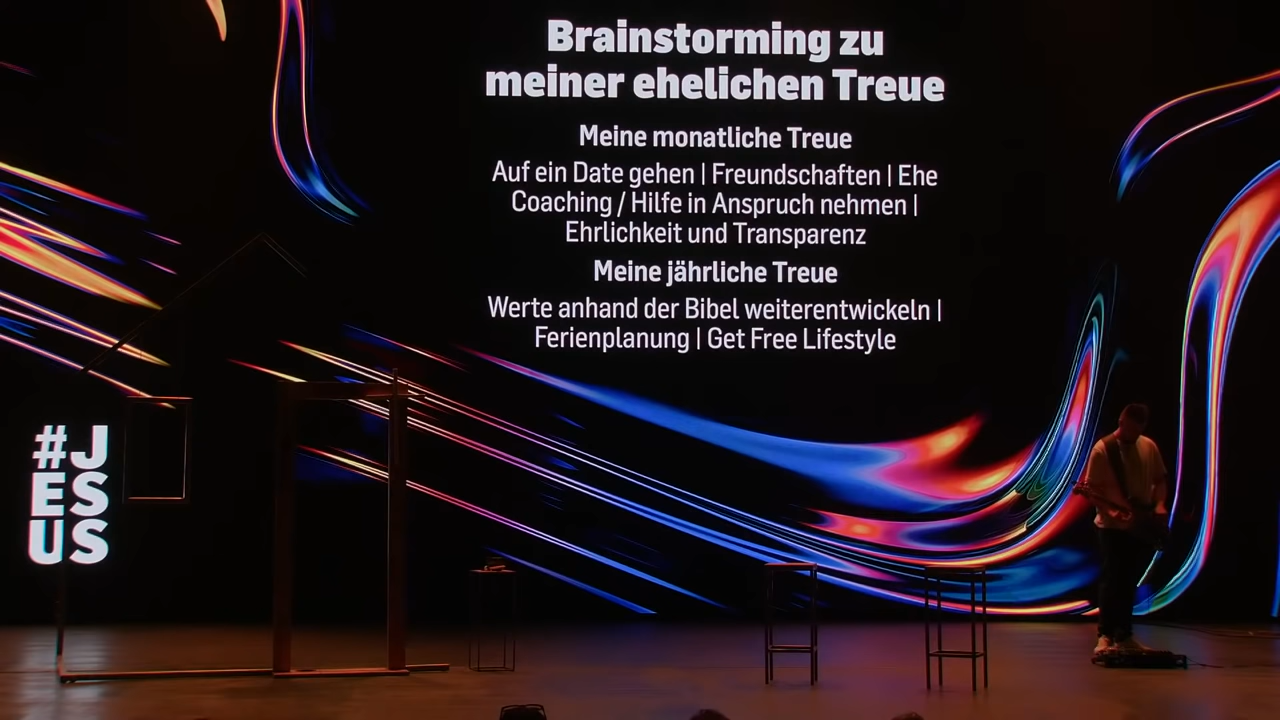 Brainstorming zu
meiner ehelichen Treue
Meine monatliche Treue
Auf ein Date gehen | Freundschaften | Ehe
Coaching / Hilfe in Anspruch nehmen |
Ehrlichkeit und Transparenz
Meine jährliche Treue
Werte anhand der Bibel weiterentwickeln |
Ferienplanung | Get Free Lifestyle
#J
ES
US